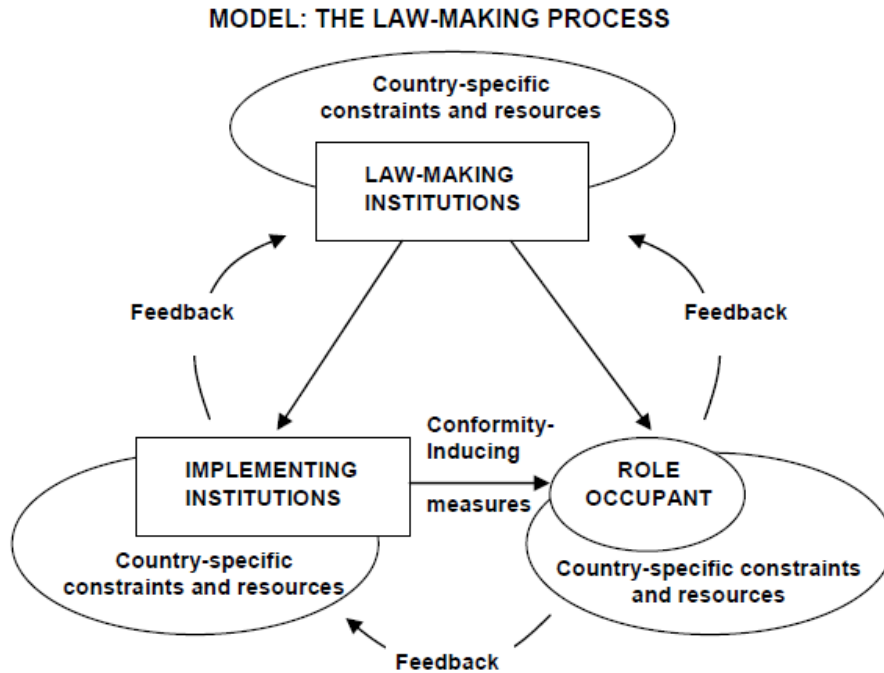 MODEL: THE LAW-MAKING PROCESS
Country-specific
constraints and resources
LAW-MAKING
INSTITUTIONS
Feedback
Feedback
Conformity-
Inducing
measures
IMPLEMENTING
INSTITUTIONS
ROLE
OCCUPANT
Country-specific
constraints and resources
Country-specific constraints
and resources
Feedback